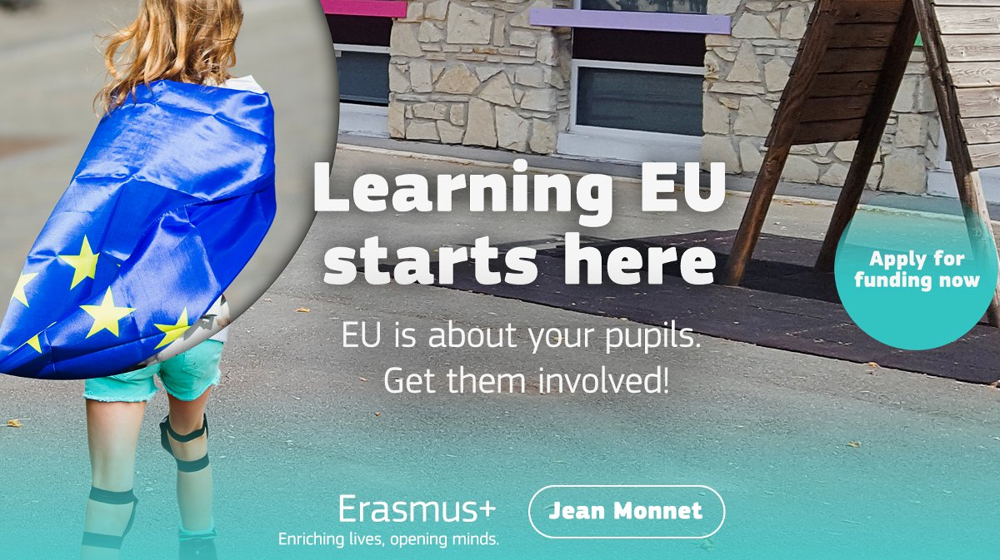 Learning EU
starts here
EU is about your pupils.
Get them involved!
Apply for
funding now
Erasmus+
Enriching lives, opening minds.
Jean Monnet